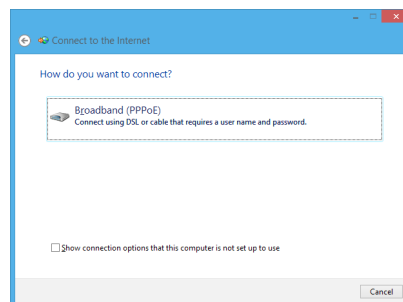 Connect to the Internet
How do you want to connect?
Broadband (PPPoE)
Connect using DSL or cable that requires a user name and password.
Show connection options that this computer is not set up to use
Cancel